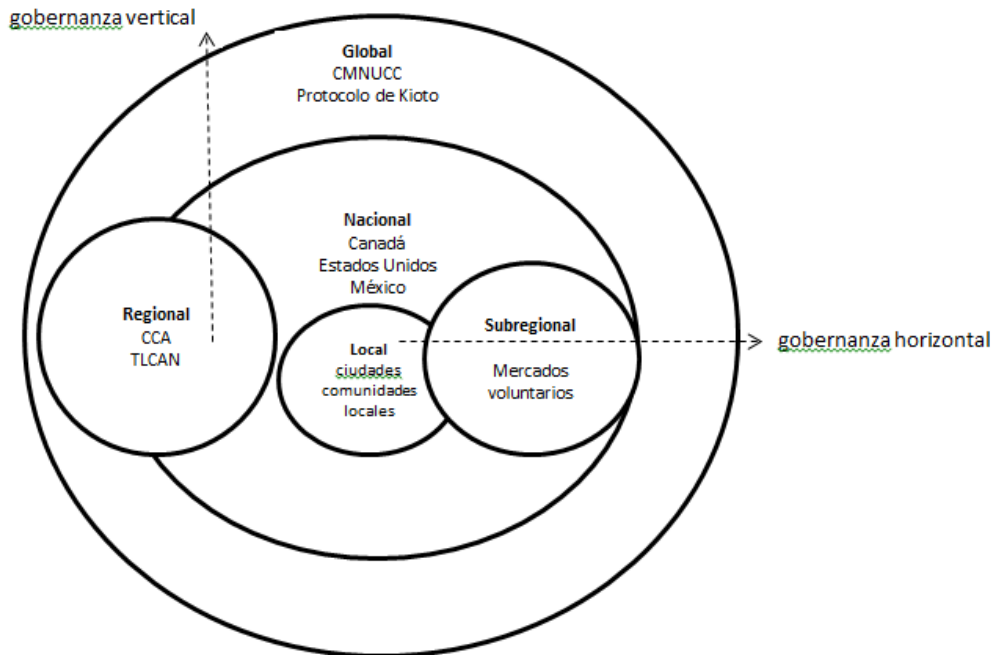 gobernanza vertical
Global
CMNUCC
Protocolo de Kioto
Nacional
Canadá
Estados Unidos
México
Regional
CCA
TLCAN
Local
ciudades
comunidades
locales
Subregional
Mercados
voluntarios
gobernanza horizontal